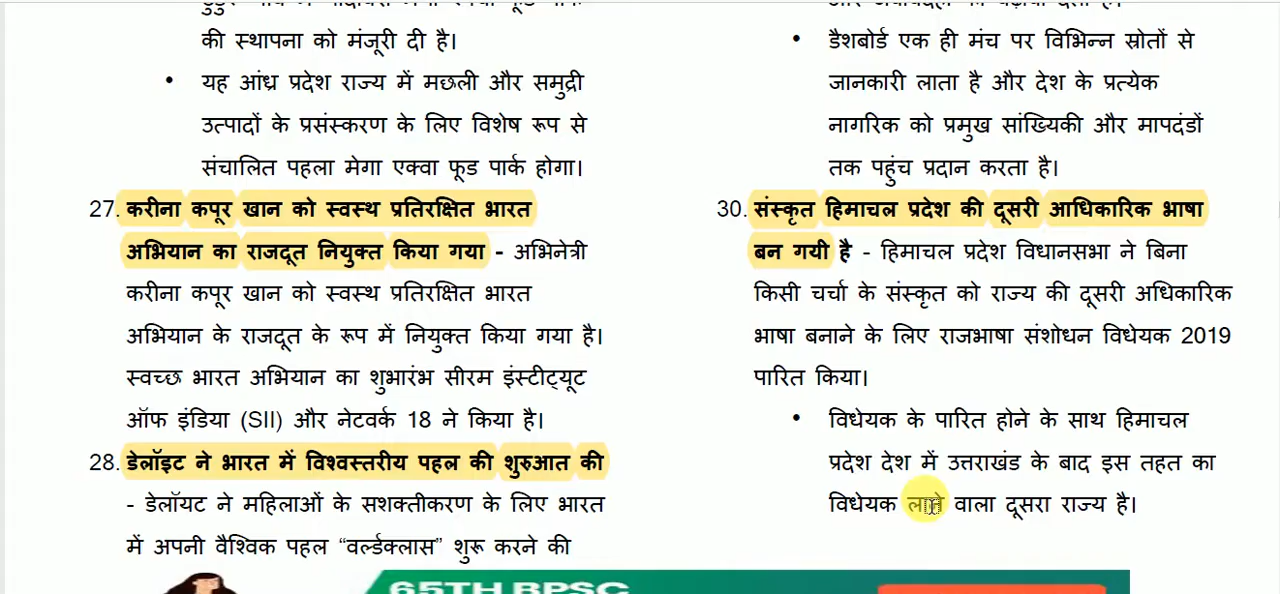 की स्थापना को मंजूरी दी है।
• यह आंध्र प्रदेश राज्य में मछली और समुद्री
उत्पादों के प्रसंस्करण के लिए विशेष रूप से
संचालित पहला मेगा एक्वा फूड पार्क होगा।
27. करीना कपूर खान को स्वस्थ प्रतिरक्षित भारत
अभियान का राजदूत नियुक्त किया गया - अभिनेत्री
करीना कपूर खान को स्वस्थ प्रतिरक्षित भारत
अभियान के राजदूत के रूप में नियुक्त किया गया है।
स्वच्छ भारत अभियान का शुभारंभ सीरम इंस्टीट्यूट
ऑफ इंडिया (SII) और नेटवर्क 18 ने किया है।
28. डेलॉइट ने भारत में विश्वस्तरीय पहल की शुरुआत की
- डेलॉयट ने महिलाओं के सशक्तीकरण के लिए भारत
में अपनी वैश्विक पहल “वर्ल्डक्लास” शुरू करने की
• डैशबोर्ड एक ही मंच पर विभिन्न स्रोतों से
जानकारी लाता है और देश के प्रत्येक
नागरिक को प्रमुख सांख्यिकी और मापदंडों
तक पहुंच प्रदान करता है।
30. संस्कृत हिमाचल प्रदेश की दूसरी आधिकारिक भाषा
बन गयी है - हिमाचल प्रदेश विधानसभा ने बिना
किसी चर्चा के संस्कृत को राज्य की दूसरी अधिकारिक
भाषा बनाने के लिए राजभाषा संशोधन विधेयक 2019
पारित किया।
• विधेयक के पारित होने के साथ हिमाचल
प्रदेश देश में उत्तराखंड के बाद इस तहत का
विधेयक लाने वाला दूसरा राज्य है।
65TH BPSC